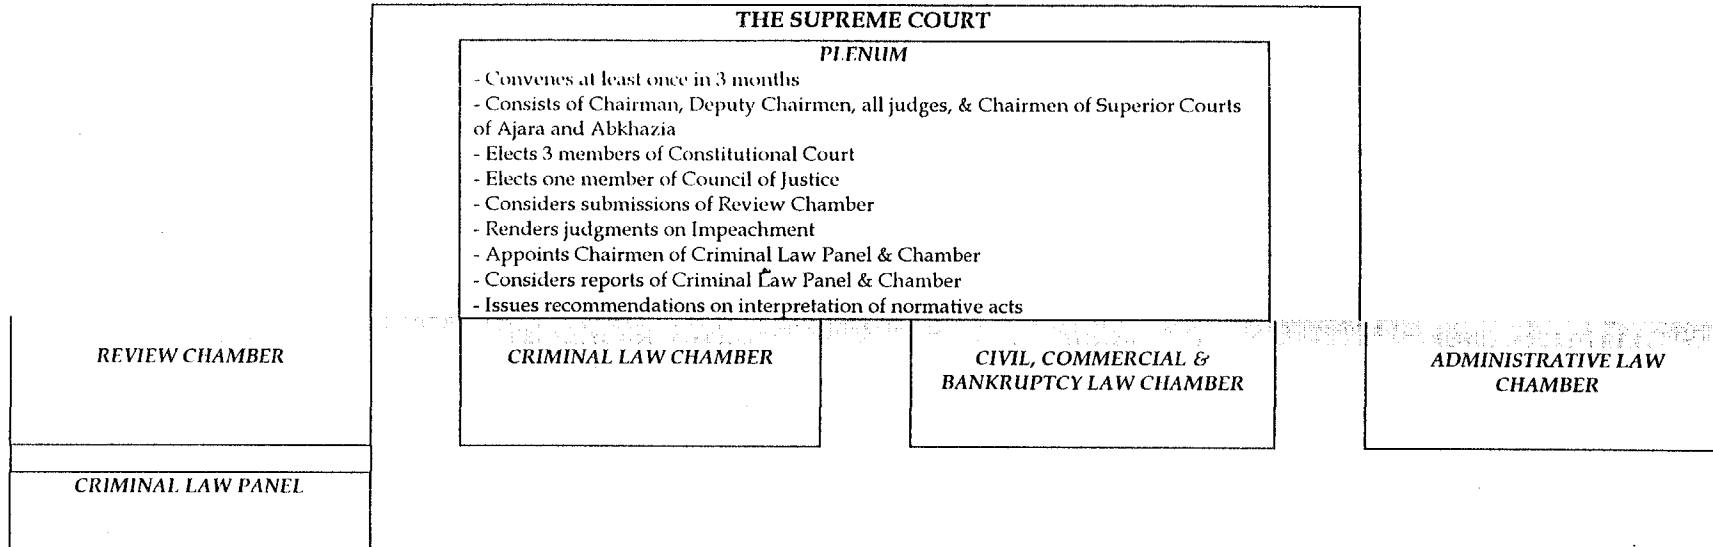 THE SUPREME COURT
PLENUM
- Convenes at least once in 3 months
- Consists of Chairman, Deputy Chairmen, all judges, & Chairmen of Superior Courts
of Ajara and Abkhazia
- Elects 3 members of Constitutional Court
- Elects one member of Council of Justice
- Considers submissions of Review Chamber
- Renders judgments on Impeachment
- Appoints Chairmen of Criminal Law Panel & Chamber
- Considers reports of Criminal Law Panel & Chamber
- Issues recommendations on interpretation of normative acts
REVIEW CHAMBER
CRIMINAL LAW CHAMBER
CIVIL, COMMERCIAL &
BANKRUPTCY LAW CHAMBER
ADMINISTRATIVE LAW
CHAMBER
CRIMINAL LAW PANEL